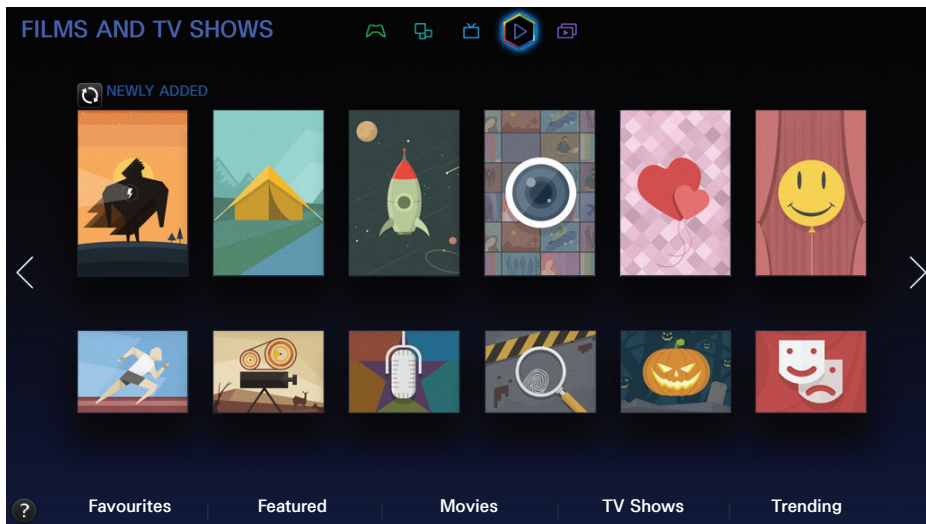 FILMS AND TV SHOWS
NEWLY ADDED
? Favourites Featured Movies TV Shows Trending